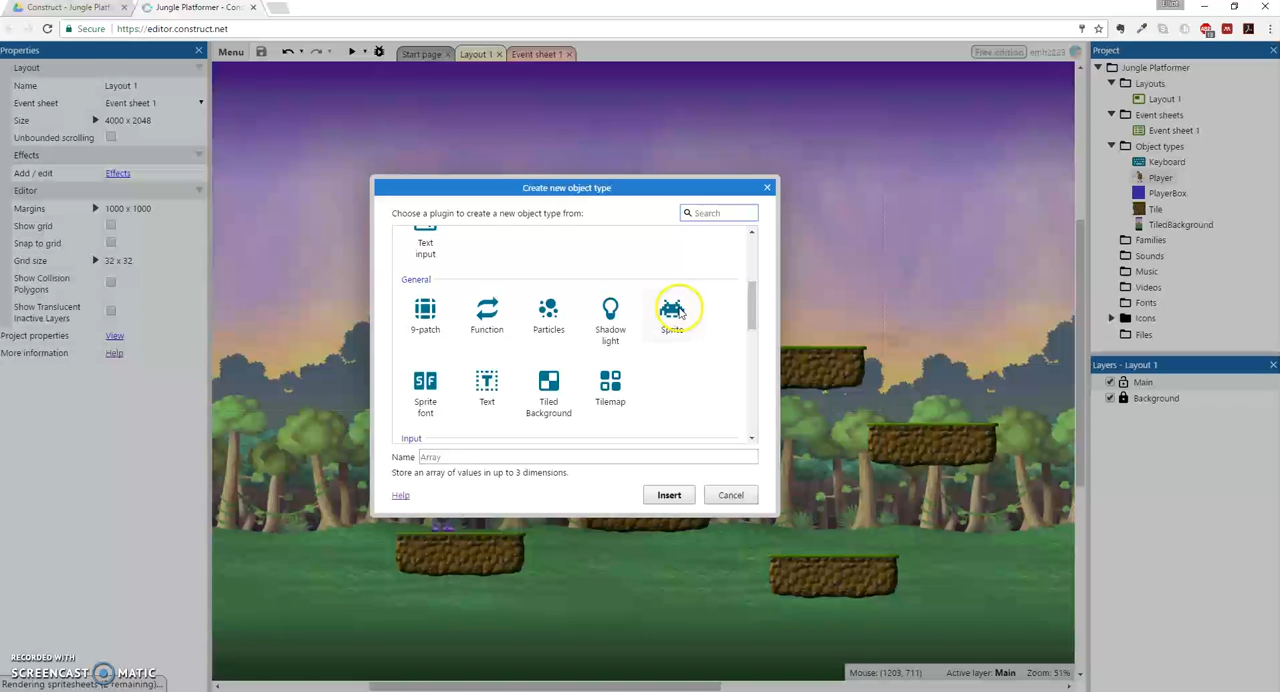 Construct - Jungle Platf
Jungle Platformer - Cons
Elliot
Secure
https://editor.construct.net
Properties
Menu
Start page
Layout 1
Event sheet 1
Free edition
Project
Layout
Name
Layout 1
Event sheet
Event sheet 1
Size
4000 x 2048
Unbounded scrolling
Effects
Add / edit
Effects
Editor
Margins
1000 x 1000
Show grid
Snap to grid
Grid size
32 x 32
Show Collision
Polygons
Show Translucent
Inactive Layers
Project properties
View
More information
Help
Create new object type
Choose a plugin to create a new object type from:
Search
Text
input
General
9-patch
Function
Particles
Shadow
light
Sprite
Sprite
font
Text
Tiled
Background
Tilemap
Input
Name
Array
Store an array of values in up to 3 dimensions.
Help
Insert
Cancel
Jungle Platformer
Layouts
Layout 1
Event sheets
Event sheet 1
Object types
Keyboard
Player
PlayerBox
Tile
TiledBackground
Families
Sounds
Music
Videos
Fonts
Icons
Files
Layers - Layout 1
Main
Background
RECORDED WITH
SCREENCAST MATIC
Rendering spritesheets (2 remaining)...
Mouse: (1203, 711)
Active layer: Main
Zoom: 51%